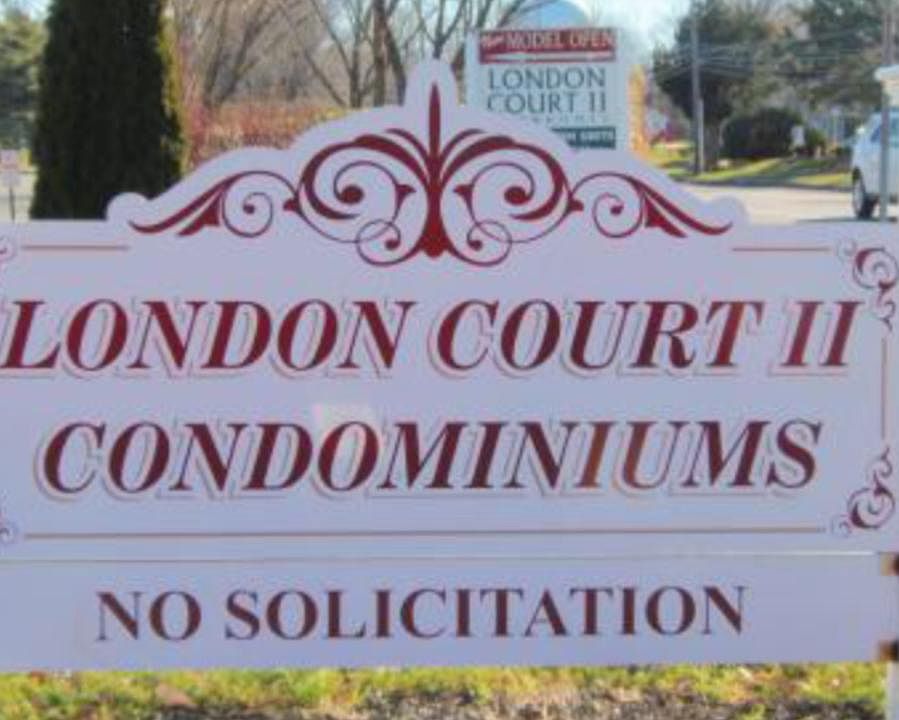 MODEL OPEN
LONDON
COURT II
LONDON COURT II
CONDOMINIUMS
NO SOLICITATION